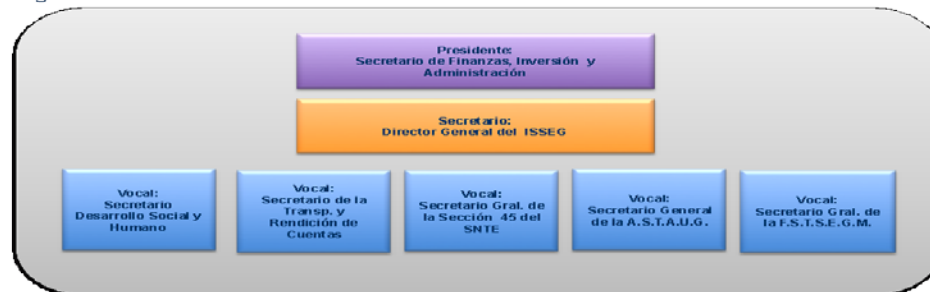 Presidente:
Secretario de Finanzas, Inversión y
Administración
Secretario:
Director General del ISSEG
Vocal:
Secretario
Desarrollo Social y
Humano
Vocal:
Secretario de la
Transp. y
Rendición de
Cuentas
Vocal:
Secretario Gral. de
la Sección 45 del
SNTE
Vocal:
Secretario General
de la A.S.T.A.U.G.
Vocal:
Secretario Gral. de
la F.S.T.S.E.G.M.